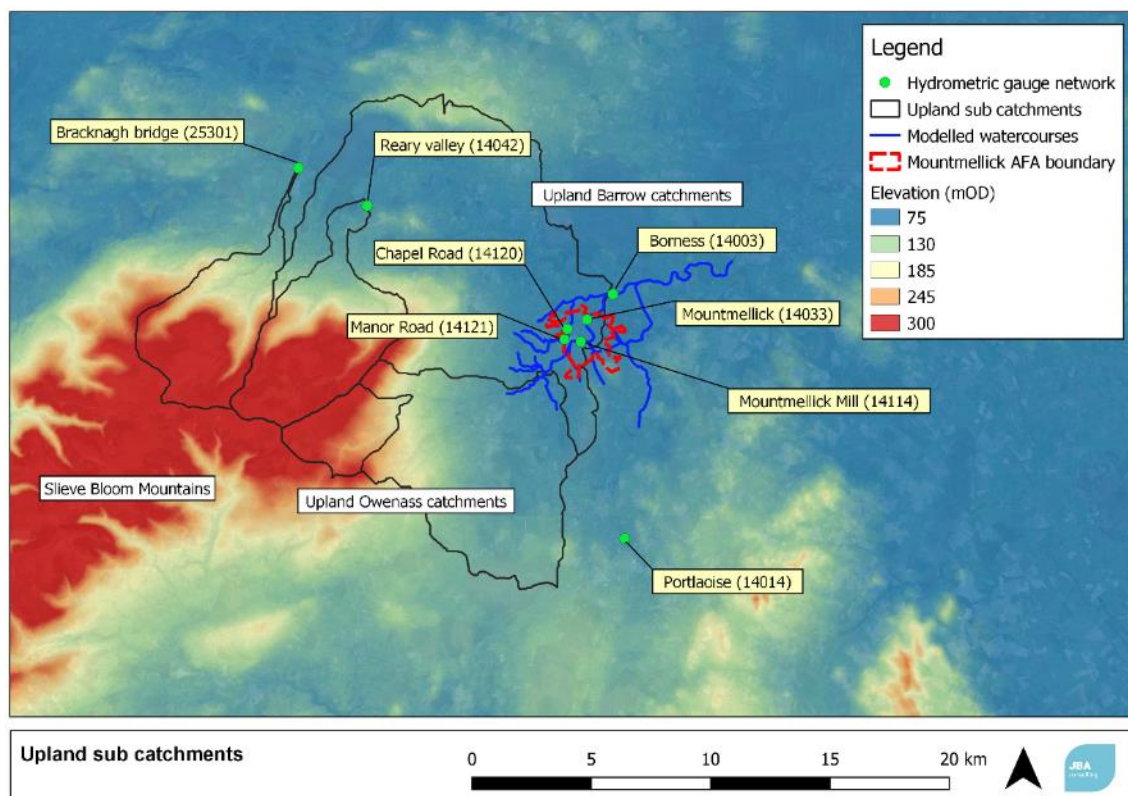 Legend
Hydrometric gauge network
Upland sub catchments
Modelled watercourses
Mountmellick AFA boundary
Elevation (mOD)
75
130
185
245
300
Bracknagh bridge (25301)
Reary valley (14042)
Upland Barrow catchments
Borness (14003)
Chapel Road (14120)
Mountmellick (14033)
Manor Road (14121)
Mountmellick Mill (14114)
Slieve Bloom Mountains
Upland Owenass catchments
Portlaoise (14014)
Upland sub catchments
0 5 10 15 20 km
JBA
consulting